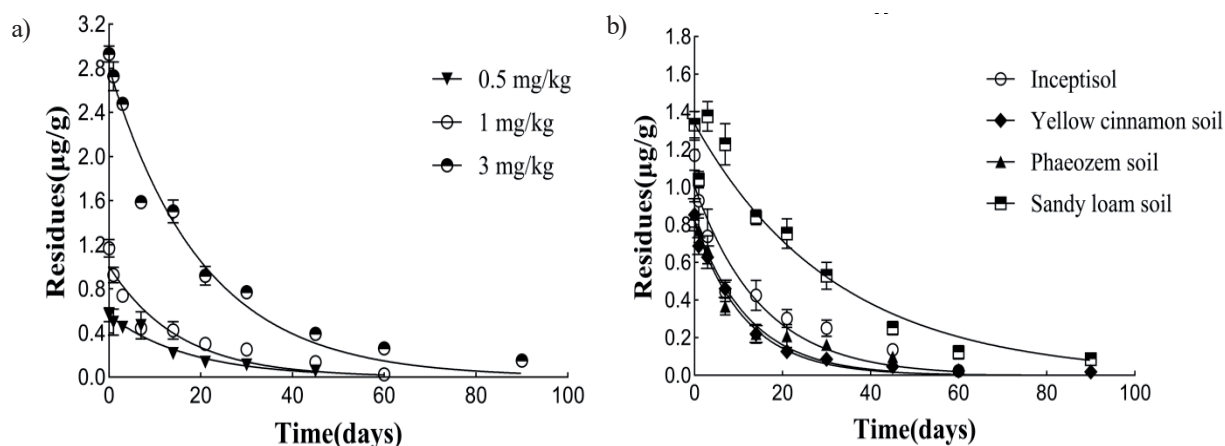 a)
Residues(μg/g)
3.2
2.8
2.4
2.0
1.6
1.2
0.8
0.4
0.0
0 20 40 60 80 100
Time(days)
0.5 mg/kg
1 mg/kg
3 mg/kg
b)
Residues(μg/g)
1.8
1.6
1.4
1.2
1.0
0.8
0.6
0.4
0.2
0.0
0 20 40 60 80 100
Time(days)
Inceptisol
Yellow cinnamon soil
Phaeozem soil
Sandy loam soil